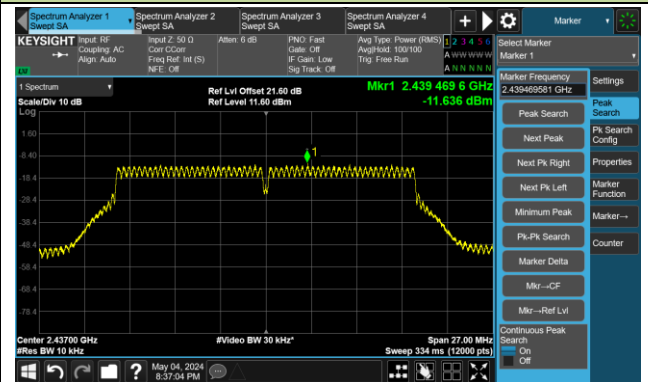 Spectrum Analyzer 1
Swept SA
Spectrum Analyzer 2
Swept SA
Spectrum Analyzer 3
Swept SA
Spectrum Analyzer 4
Swept SA
+
Marker
KEYSIGHT
Input: RF
Coupling: AC
Align: Auto
Input Z: 50 Ω
Corr CCorr
Freq Ref: Int (S)
NFE: Off
Atten: 6 dB
PNO: Fast
Gate: Off
IF Gain: Low
Sig Track: Off
Avg Type: Power (RMS)
Avg|Hold: 100/100
Trig: Free Run
1 2 3 4 5 6
A W W W W W
A N N N N N
LVI
Select Marker
Marker 1
1 Spectrum
Scale/Div 10 dB
Log
Ref Lvl Offset 21.60 dB
Ref Level 11.60 dBm
Mkr1 2.439 469 6 GHz
-11.636 dBm
1
1.60
-8.40
-18.4
-28.4
-38.4
-48.4
-58.4
-68.4
-78.4
Center 2.43700 GHz
#Res BW 10 kHz
#Video BW 30 kHz*
Span 27.00 MHz
Sweep 334 ms (12000 pts)
Marker Frequency
2.439469581 GHz
Peak Search
Next Peak
Next Pk Right
Next Pk Left
Minimum Peak
Pk-Pk Search
Marker Delta
Mkr→CF
Mkr→Ref Lvl
Continuous Peak
Search
On
Off
Settings
Peak
Search
Pk Search
Config
Properties
Marker
Function
Marker→
Counter
?
May 04, 2024
8:37:04 PM